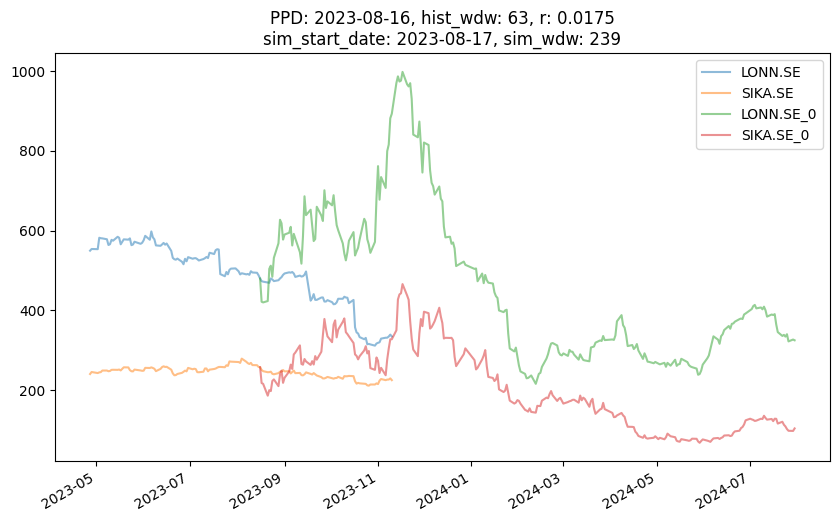 PPD: 2023-08-16, hist_wdw: 63, r: 0.0175
sim_start_date: 2023-08-17, sim_wdw: 239
LONN.SE
SIKA.SE
LONN.SE_0
SIKA.SE_0
1000
800
600
400
200
2023-05
2023-07
2023-09
2023-11
2024-01
2024-03
2024-05
2024-07